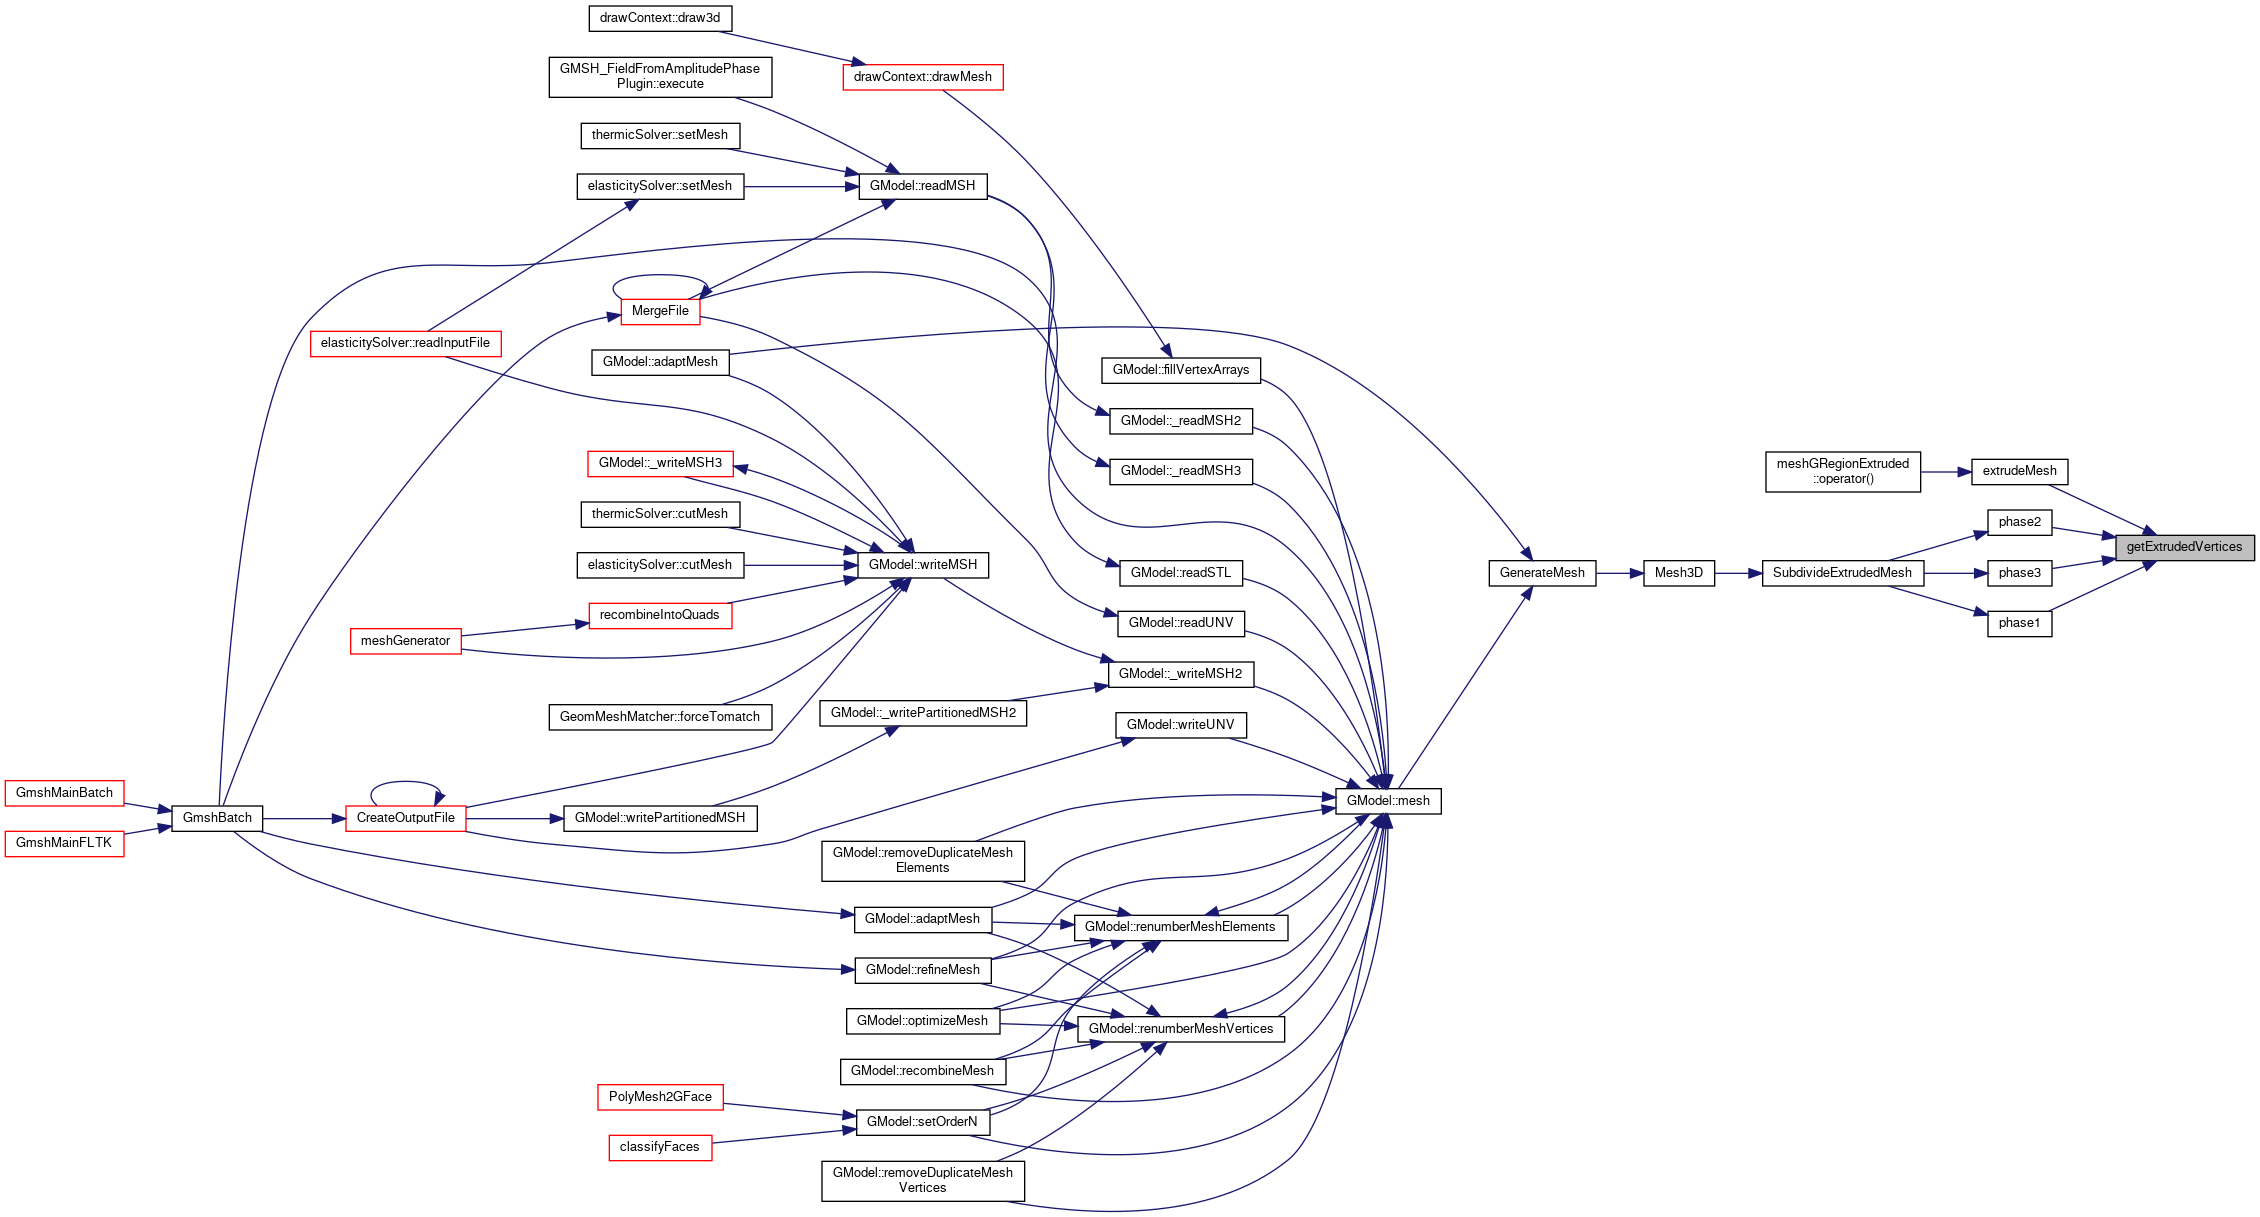 drawContext::draw3d
GMSH_FieldFromAmplitudePhase
Plugin::execute
drawContext::drawMesh
thermicSolver::setMesh
elasticitySolver::setMesh
GModel::readMSH
MergeFile
elasticitySolver::readInputFile
GModel::adaptMesh
GModel::fillVertexArrays
GModel::_readMSH2
GModel::_writeMSH3
GModel::_readMSH3
meshGRegionExtruded
::operator()
extrudeMesh
thermicSolver::cutMesh
phase2
getExtrudedVertices
elasticitySolver::cutMesh
GModel::writeMSH
GModel::readSTL
GenerateMesh
Mesh3D
SubdivideExtrudedMesh
phase3
recombineIntoQuads
GModel::readUNV
phase1
meshGenerator
GModel::_writeMSH2
GeomMeshMatcher::forceTomatch
GModel::_writePartitionedMSH2
GModel::writeUNV
GmshMainBatch
GModel::mesh
GmshBatch
CreateOutputFile
GModel::writePartitionedMSH
GmshMainFLTK
GModel::removeDuplicateMesh
Elements
GModel::adaptMesh
GModel::renumberMeshElements
GModel::refineMesh
GModel::optimizeMesh
GModel::renumberMeshVertices
GModel::recombineMesh
PolyMesh2GFace
GModel::setOrderN
classifyFaces
GModel::removeDuplicateMesh
Vertices